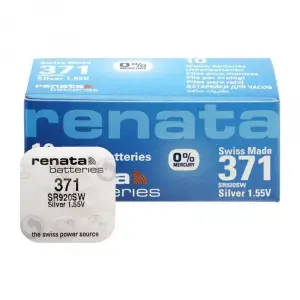 10
renata
Swiss Made
0%
MERCURY
371
SR920SW
Silver 1.55V
batteries
renata
batteries
371
SR920SW
Silver 1.55V
the swiss power source